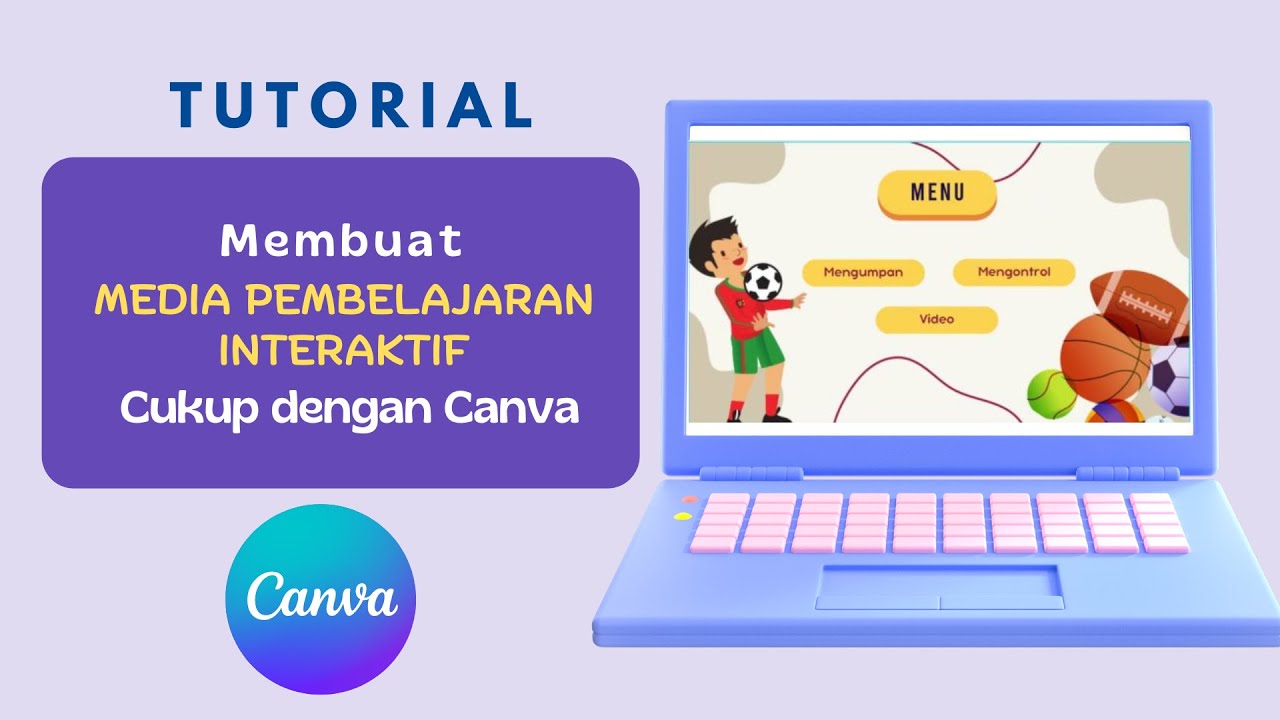 TUTORIAL
Membuat
MEDIA PEMBELAJARAN
INTERAKTIF
Cukup dengan Canva
Canva
MENU
Mengumpan
Mengontrol
Video